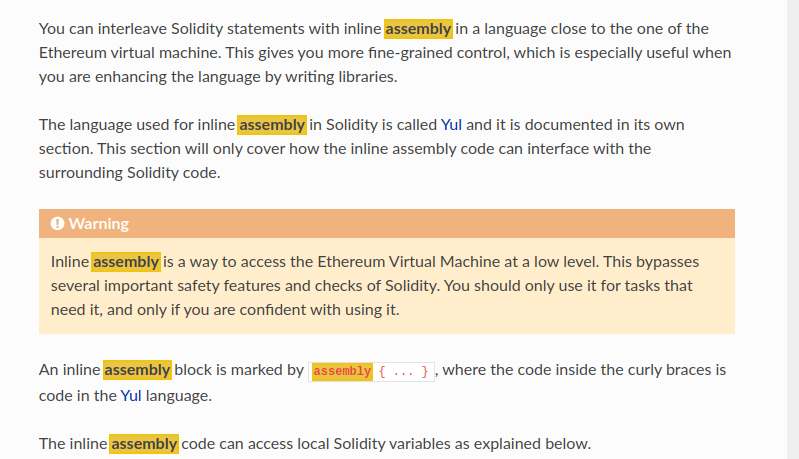 You can interleave Solidity statements with inline assembly in a language close to the one of the
Ethereum virtual machine. This gives you more fine-grained control, which is especially useful when
you are enhancing the language by writing libraries.
The language used for inline assembly in Solidity is called Yul and it is documented in its own
section. This section will only cover how the inline assembly code can interface with the
surrounding Solidity code.
Warning
Inline assembly is a way to access the Ethereum Virtual Machine at a low level. This bypasses
several important safety features and checks of Solidity. You should only use it for tasks that
need it, and only if you are confident with using it.
An inline assembly block is marked by assembly { ... }, where the code inside the curly braces is
code in the Yul language.
The inline assembly code can access local Solidity variables as explained below.